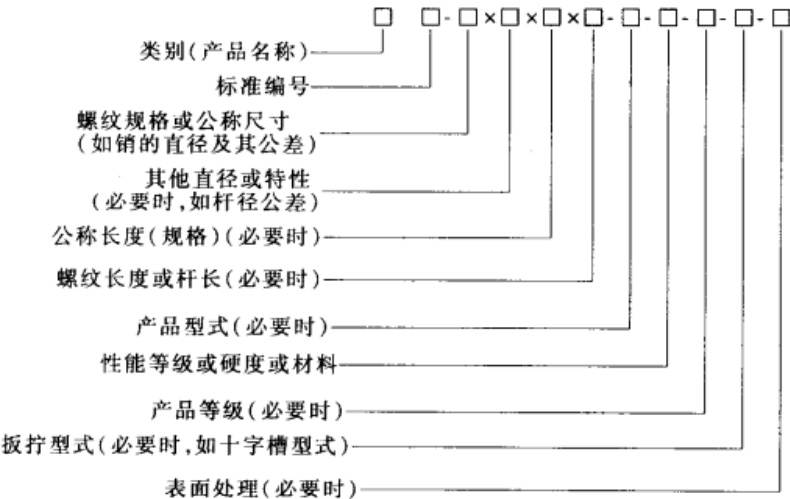 □ □-□×□×□×□-□-□-□-□-□
类别(产品名称)
标准编号
螺纹规格或公称尺寸
(如销的直径及其公差)
其他直径或特性
(必要时,如杆径公差)
公称长度(规格)(必要时)
螺纹长度或杆长(必要时)
产品型式(必要时)
性能等级或硬度或材料
产品等级(必要时)
扳拧型式(必要时,如十字槽型式)
表面处理(必要时)